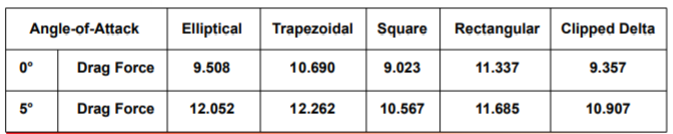 Angle-of-Attack Elliptical Trapezoidal Square Rectangular Clipped Delta
0° Drag Force 9.508 10.690 9.023 11.337 9.357
5° Drag Force 12.052 12.262 10.567 11.685 10.907